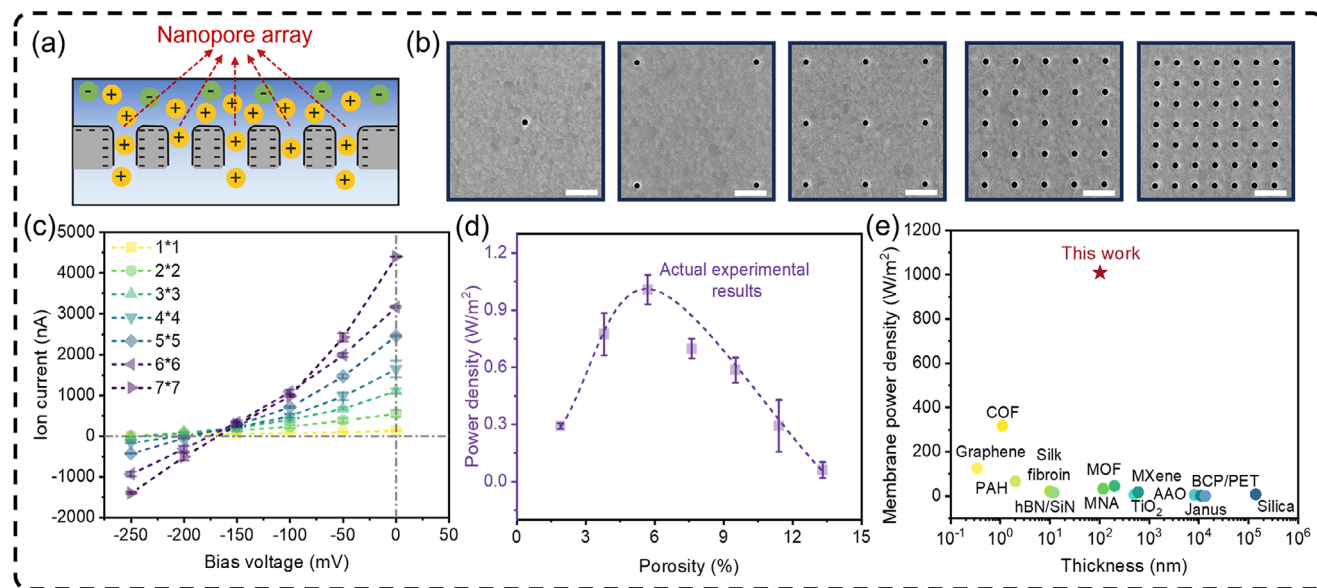 (a)
Nanopore array
(b)
(c)
Ion current (nA)
5000
4000
3000
2000
1000
0
-1000
-2000
1*1
2*2
3*3
4*4
5*5
6*6
7*7
-250 -200 -150 -100 -50 0 50
Bias voltage (mV)
(d)
Power density (W/m²)
1.2
0.9
0.6
0.3
0.0
Actual experimental
results
0 3 6 9 12 15
Porosity (%)
(e)
Membrane power density (W/m²)
1200
1000
800
600
400
200
0
This work
COF
Graphene
PAH
Silk
fibroin
hBN/SiN
MOF
MNA
MXene
TiO₂
AAO
BCP/PET
Janus
Silica
10⁻¹ 10⁰ 10¹ 10² 10³ 10⁴ 10⁵ 10⁶
Thickness (nm)